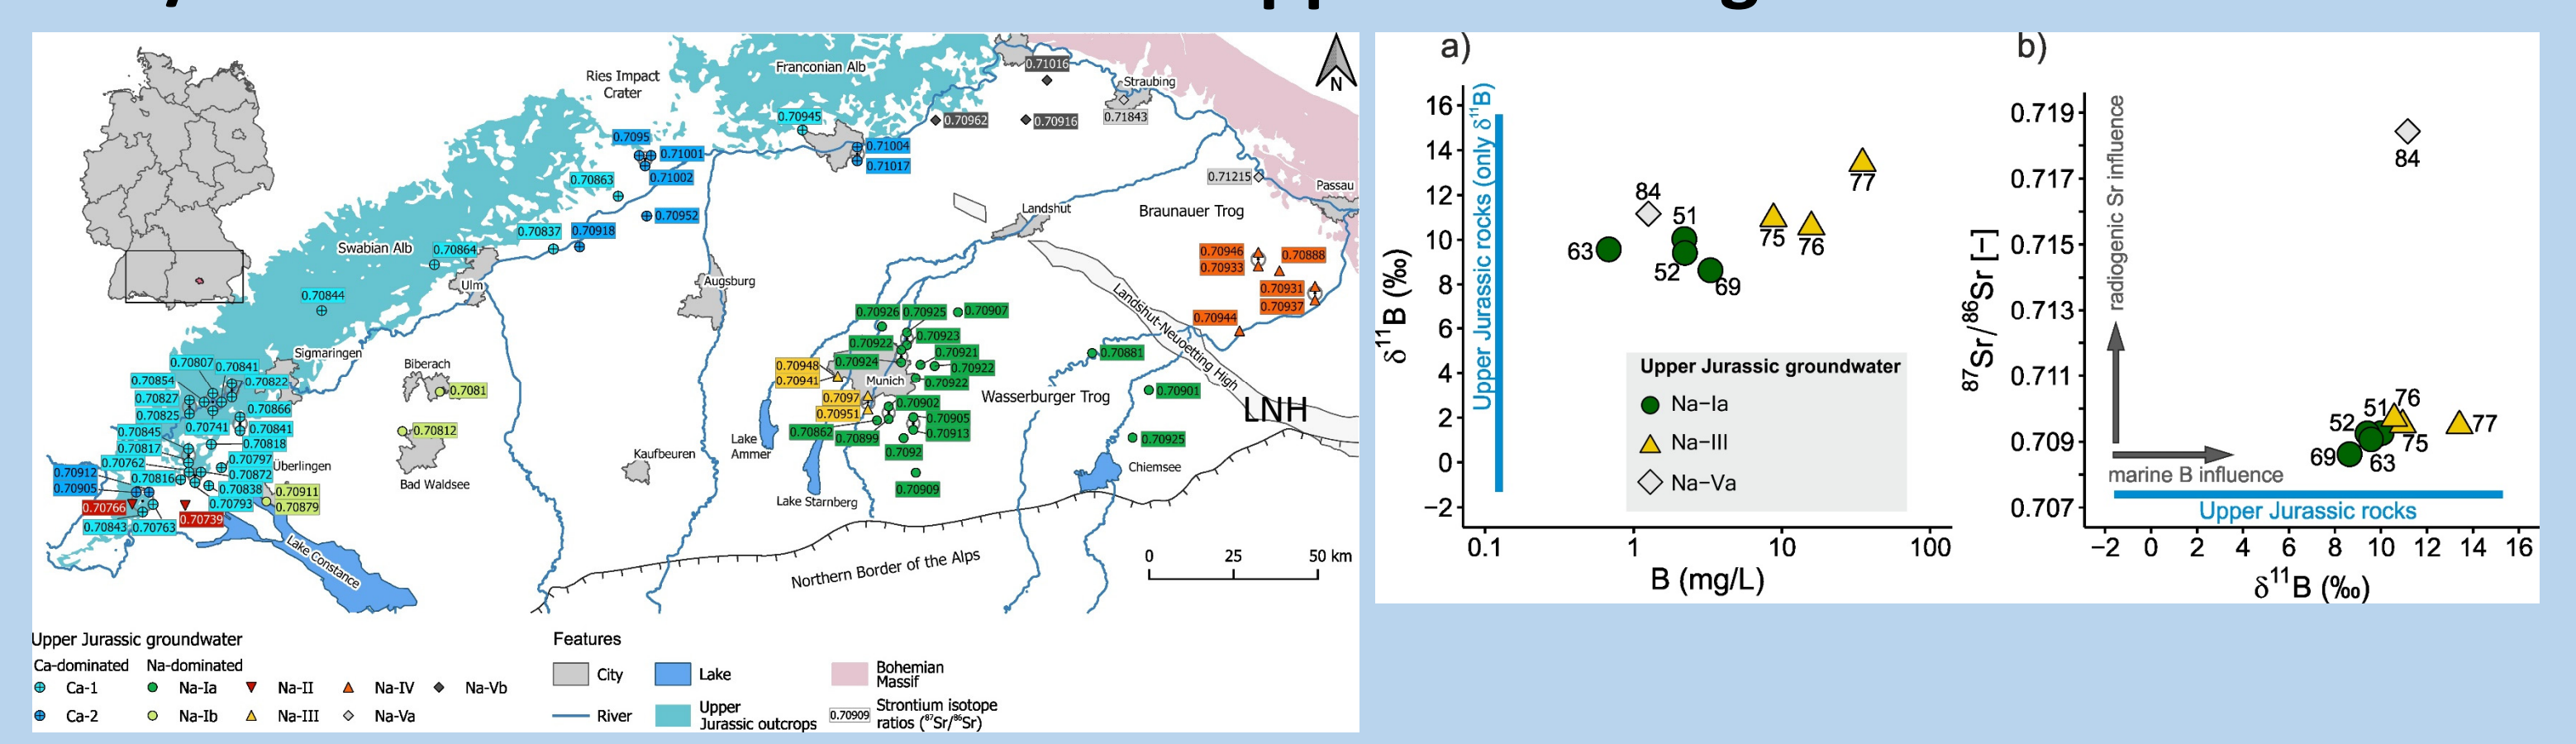 Ries Impact
Crater
Franconian Alb
N
0.71016
Straubing
0.70945
0.70962
0.70916
0.71843
0.7095
0.71001
0.71004
0.71017
0.71002
0.70863
0.71215
Passau
0.70952
Landshut
Braunauer Trog
0.70837
0.70918
Swabian Alb
0.70864
0.70946
0.70888
0.70933
Ulm
Augsburg
0.70931
0.70937
0.70844
Landshut-Neuoetting High
0.70926
0.70925
0.70907
0.70944
0.70923
0.70922
Sigmaringen
0.70921
0.70881
0.70924
0.70922
0.70807
0.70841
Biberach
0.70948
0.70941
Munich
0.70922
0.70854
0.70822
0.7081
0.70901
0.70827
0.7097
0.70902
Wasserburger Trog
LNH
0.70825
0.70866
0.70951
0.70905
0.70741
0.70841
0.70845
0.70812
0.70862
0.70899
0.70913
0.70925
0.70817
0.70818
Lake
Ammer
0.7092
0.70762
0.70797
Überlingen
Kaufbeuren
Chiemsee
0.70912
0.70816
0.70872
Bad Waldsee
0.70905
0.70838
0.70911
0.70909
0.70766
0.70793
0.70879
Lake Starnberg
0.70739
0.70843
0.70763
Lake Constance
Northern Border of the Alps
0 25 50 km
Upper Jurassic groundwater
Ca-dominated Na-dominated
Ca-1 Na-Ia Na-II Na-IV Na-Vb
Ca-2 Na-Ib Na-III Na-Va
Features
City Lake Bohemian
Massif
River Upper
Jurassic outcrops
0.70909 Strontium isotope
ratios (⁸⁷Sr/⁸⁶Sr)
a)
16
14
12
10
8
6
4
2
0
−2
δ¹¹B (‰)
Upper Jurassic rocks (only δ¹¹B)
84
51
63
52
69
75
76
77
Upper Jurassic groundwater
Na−Ia
Na−III
Na−Va
0.1 1 10 100
B (mg/L)
b)
0.719
0.717
0.715
0.713
0.711
0.709
0.707
⁸⁷Sr/⁸⁶Sr [−]
radiogenic Sr influence
84
51
76
52
77
75
69
63
marine B influence
Upper Jurassic rocks
−2 0 2 4 6 8 10 12 14 16
δ¹¹B (‰)